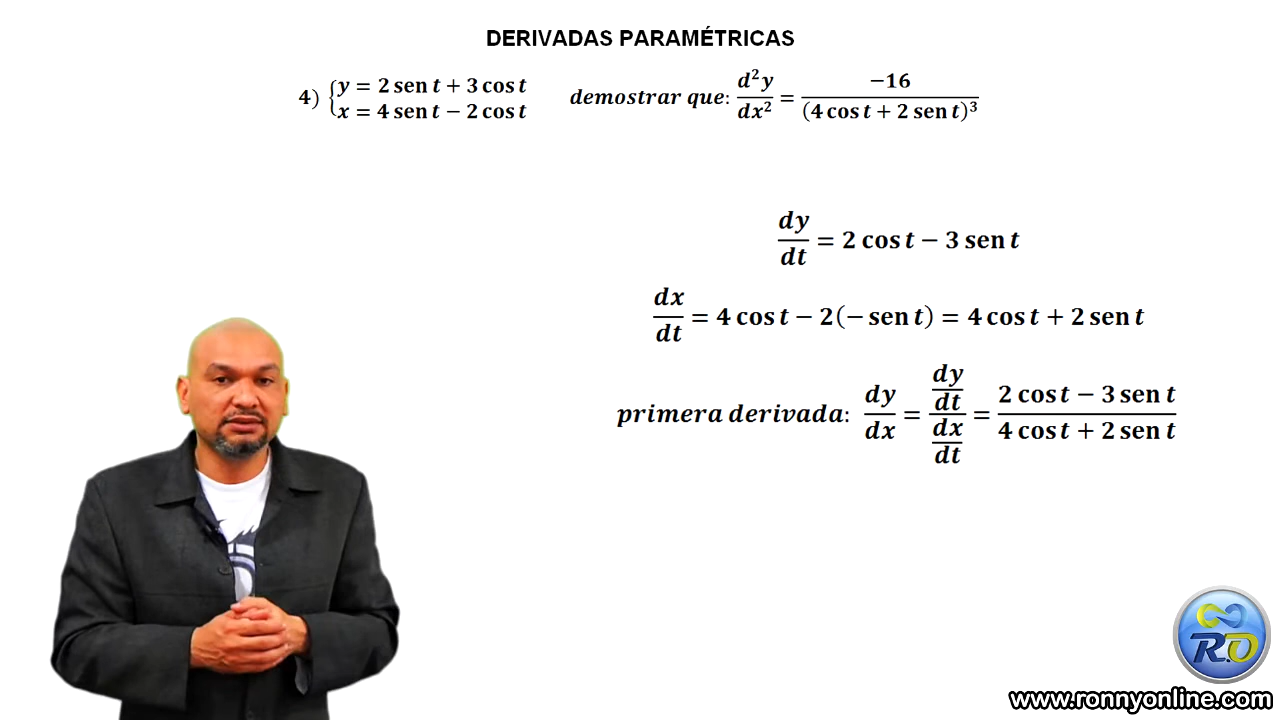 DERIVADAS PARAMÉTRICAS
4) {y = 2 sen t + 3 cos t
x = 4 sen t − 2 cos t
demostrar que: d²y/dx² = −16/(4 cos t + 2 sen t)³
dy/dt = 2 cos t − 3 sen t
dx/dt = 4 cos t − 2(− sen t) = 4 cos t + 2 sen t
primera derivada: dy/dx = (dy/dt)/(dx/dt) = (2 cos t − 3 sen t)/(4 cos t + 2 sen t)
R.D
www.ronnyonline.com